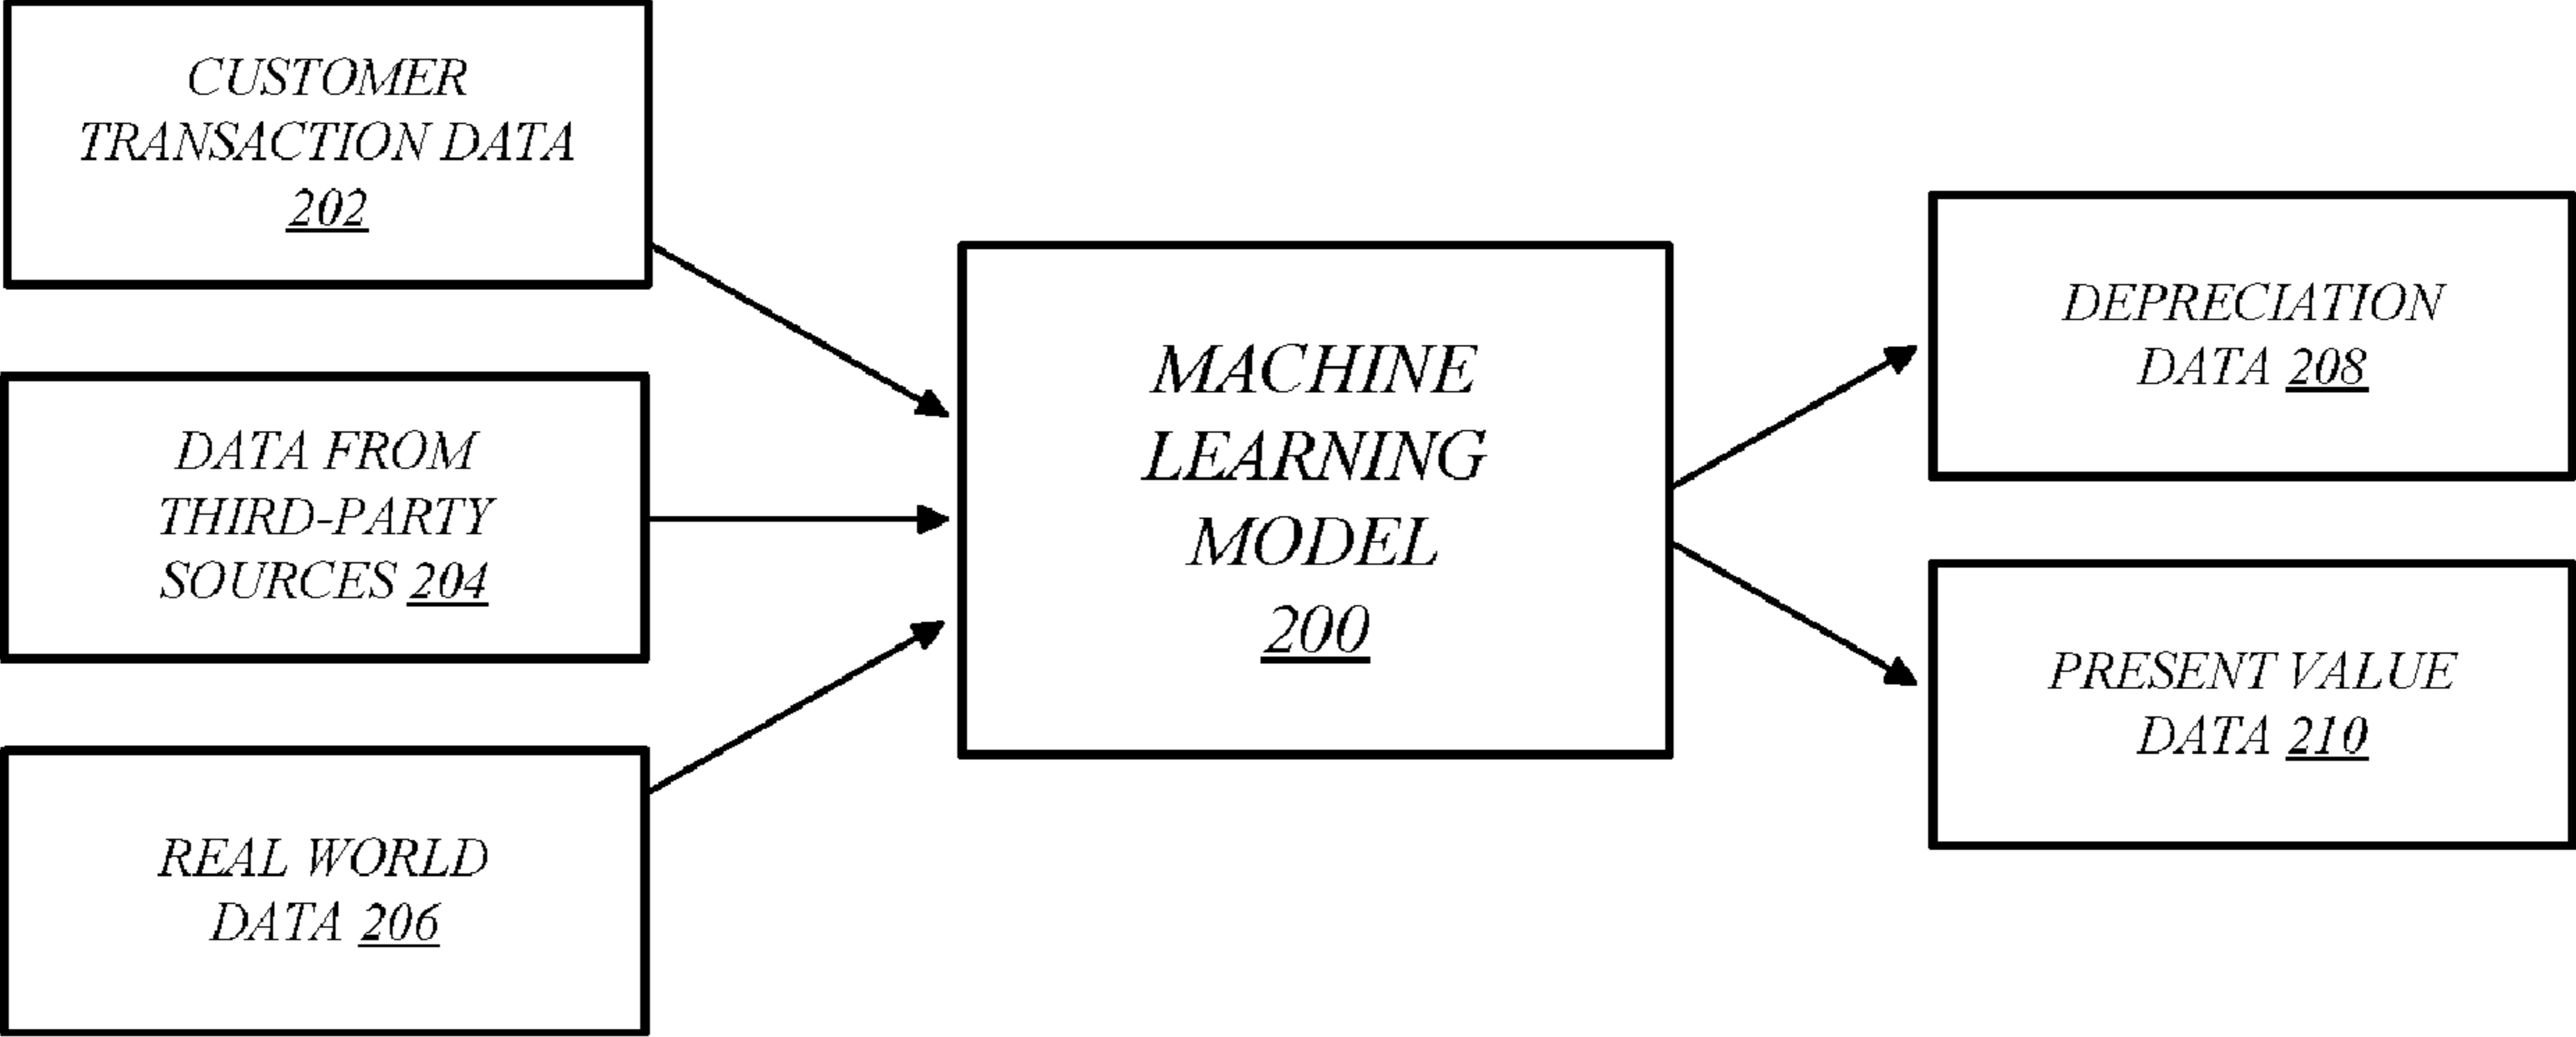 CUSTOMER
TRANSACTION DATA
202
DATA FROM
THIRD-PARTY
SOURCES 204
REAL WORLD
DATA 206
MACHINE
LEARNING
MODEL
200
DEPRECIATION
DATA 208
PRESENT VALUE
DATA 210